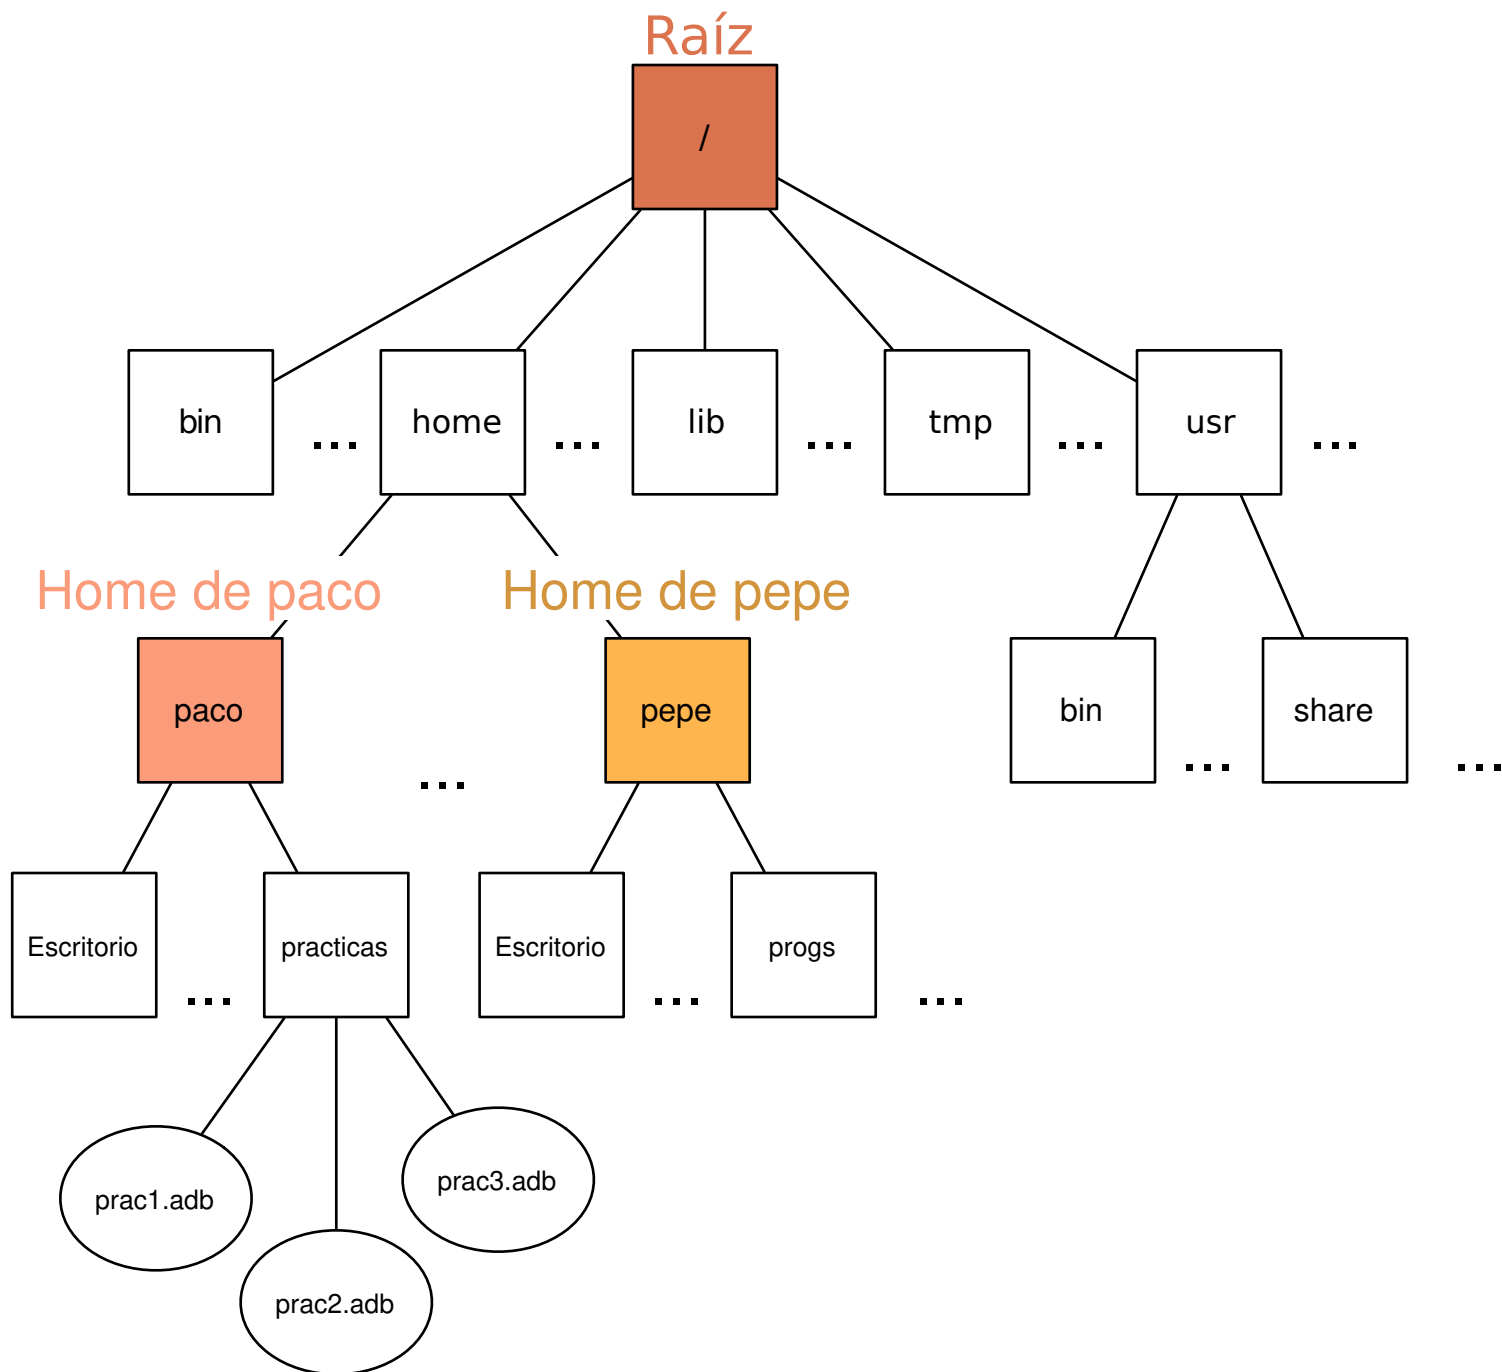 Raíz
/
bin ... home ... lib ... tmp ... usr ...
Home de paco Home de pepe
paco ... pepe bin ... share ...
Escritorio ... practicas Escritorio ... progs ...
prac1.adb prac3.adb
prac2.adb